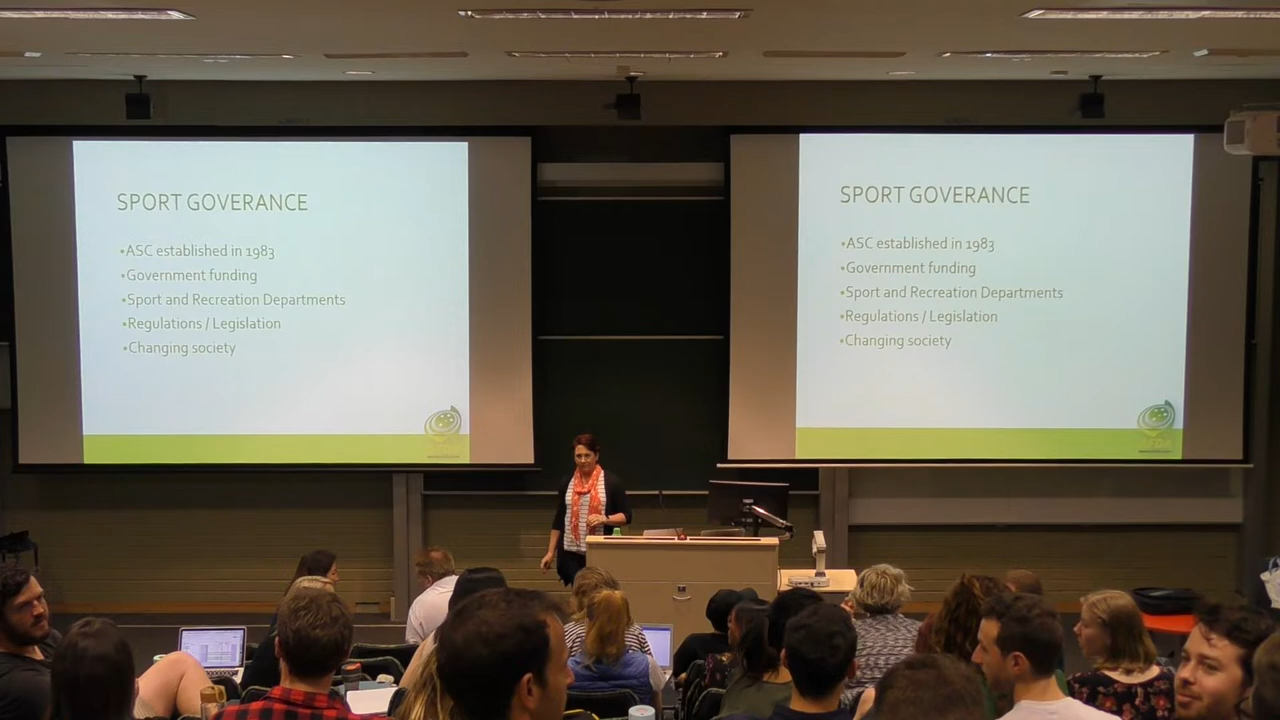 SPORT GOVERANCE
•ASC established in 1983
•Government funding
•Sport and Recreation Departments
•Regulations / Legislation
•Changing society
SPORT GOVERANCE
•ASC established in 1983
•Government funding
•Sport and Recreation Departments
•Regulations / Legislation
•Changing society